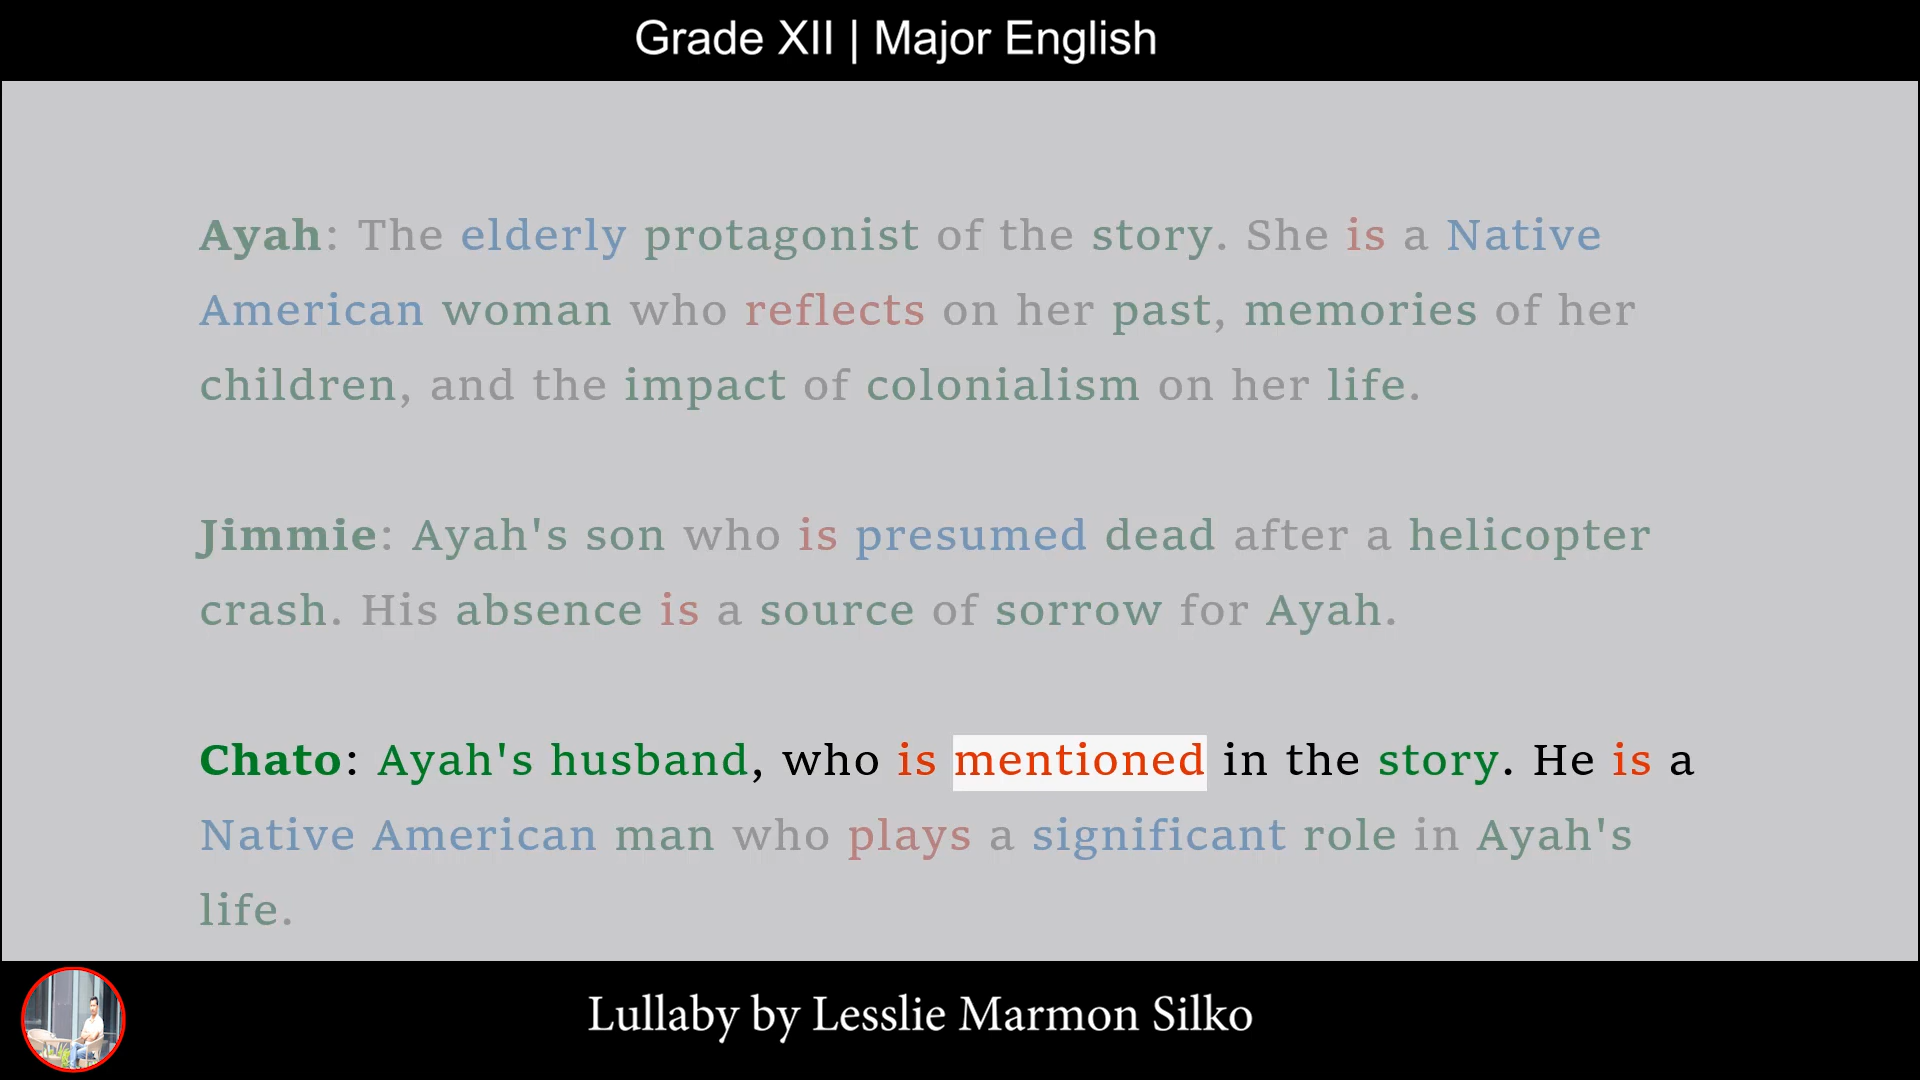 Grade XII | Major English
Ayah: The elderly protagonist of the story. She is a Native
American woman who reflects on her past, memories of her
children, and the impact of colonialism on her life.
Jimmie: Ayah's son who is presumed dead after a helicopter
crash. His absence is a source of sorrow for Ayah.
Chato: Ayah's husband, who is mentioned in the story. He is a
Native American man who plays a significant role in Ayah's
life.
Lullaby by Lesslie Marmon Silko